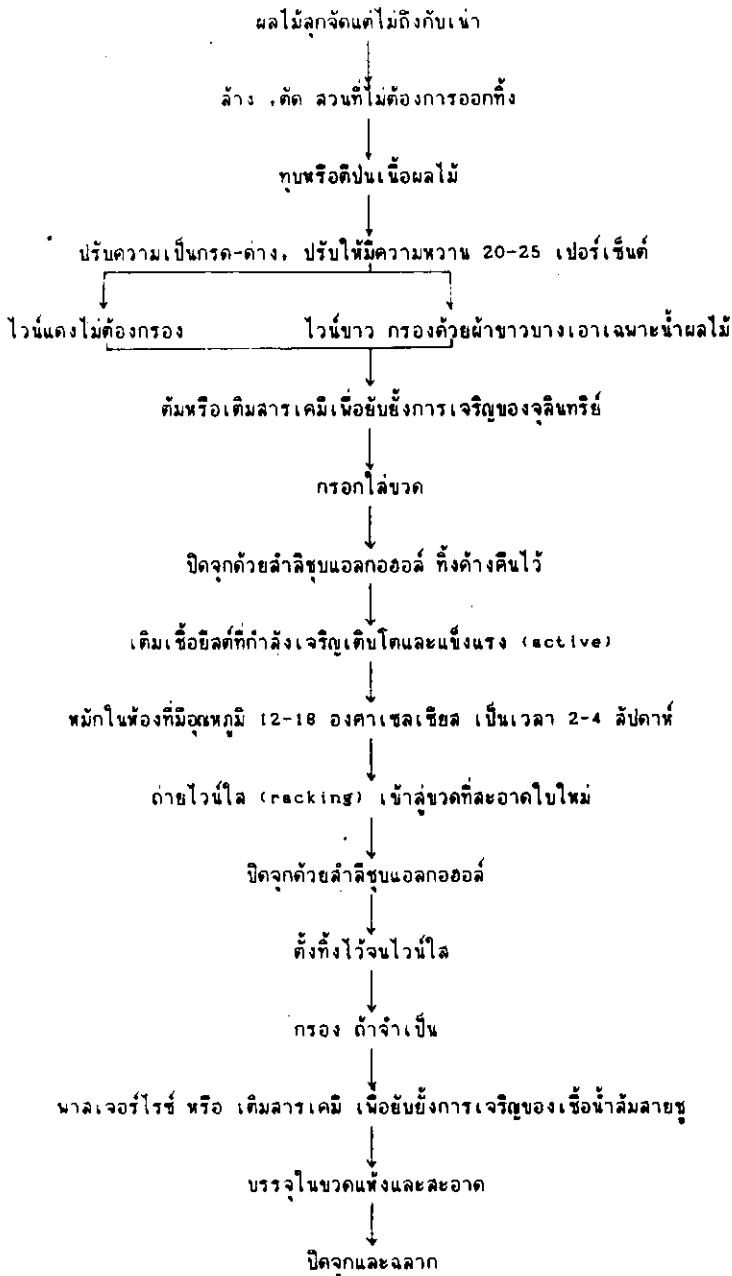 ผลไม้สุกจัดแต่ไม่ถึงกับเน่า
ล้าง ,ตัด สวนที่ไม่ต้องการออกทิ้ง
ทุบหรือตีป่นเนื้อผลไม้
ปรับความเป็นกรด-ด่าง, ปรับให้มีความหวาน 20-25 เปอร์เซ็นต์
ไวน์แดงไม่ต้องกรอง ไวน์ขาว กรองด้วยผ้าขาวบางเอาเฉพาะน้ำผลไม้
ต้มหรือเติมสารเคมีเพื่อยับยั้งการเจริญของจุลินทรีย์
กรอกใส่ขวด
ปิดจุกด้วยสำลีชุบแอลกอฮอล์ ทิ้งค้างคืนไว้
เติมเชื้อยีสต์ที่กำลังเจริญเติบโตและแข็งแรง (active)
หมักในห้องที่มีอุณหภูมิ 12-18 องศาเซลเซียส เป็นเวลา 2-4 สัปดาห์
ถ่ายไวน์ใส (racking) เข้าสู่ขวดที่สะอาดใบใหม่
ปิดจุกด้วยสำลีชุบแอลกอฮอล์
ตั้งทิ้งไว้จนไวน์ใส
กรอง ถ้าจำเป็น
พาสเจอร์ไรซ์ หรือ เติมสารเคมี เพื่อยับยั้งการเจริญของเชื้อน้ำส้มสายชู
บรรจุในขวดแห้งและสะอาด
ปิดจุกและฉลาก